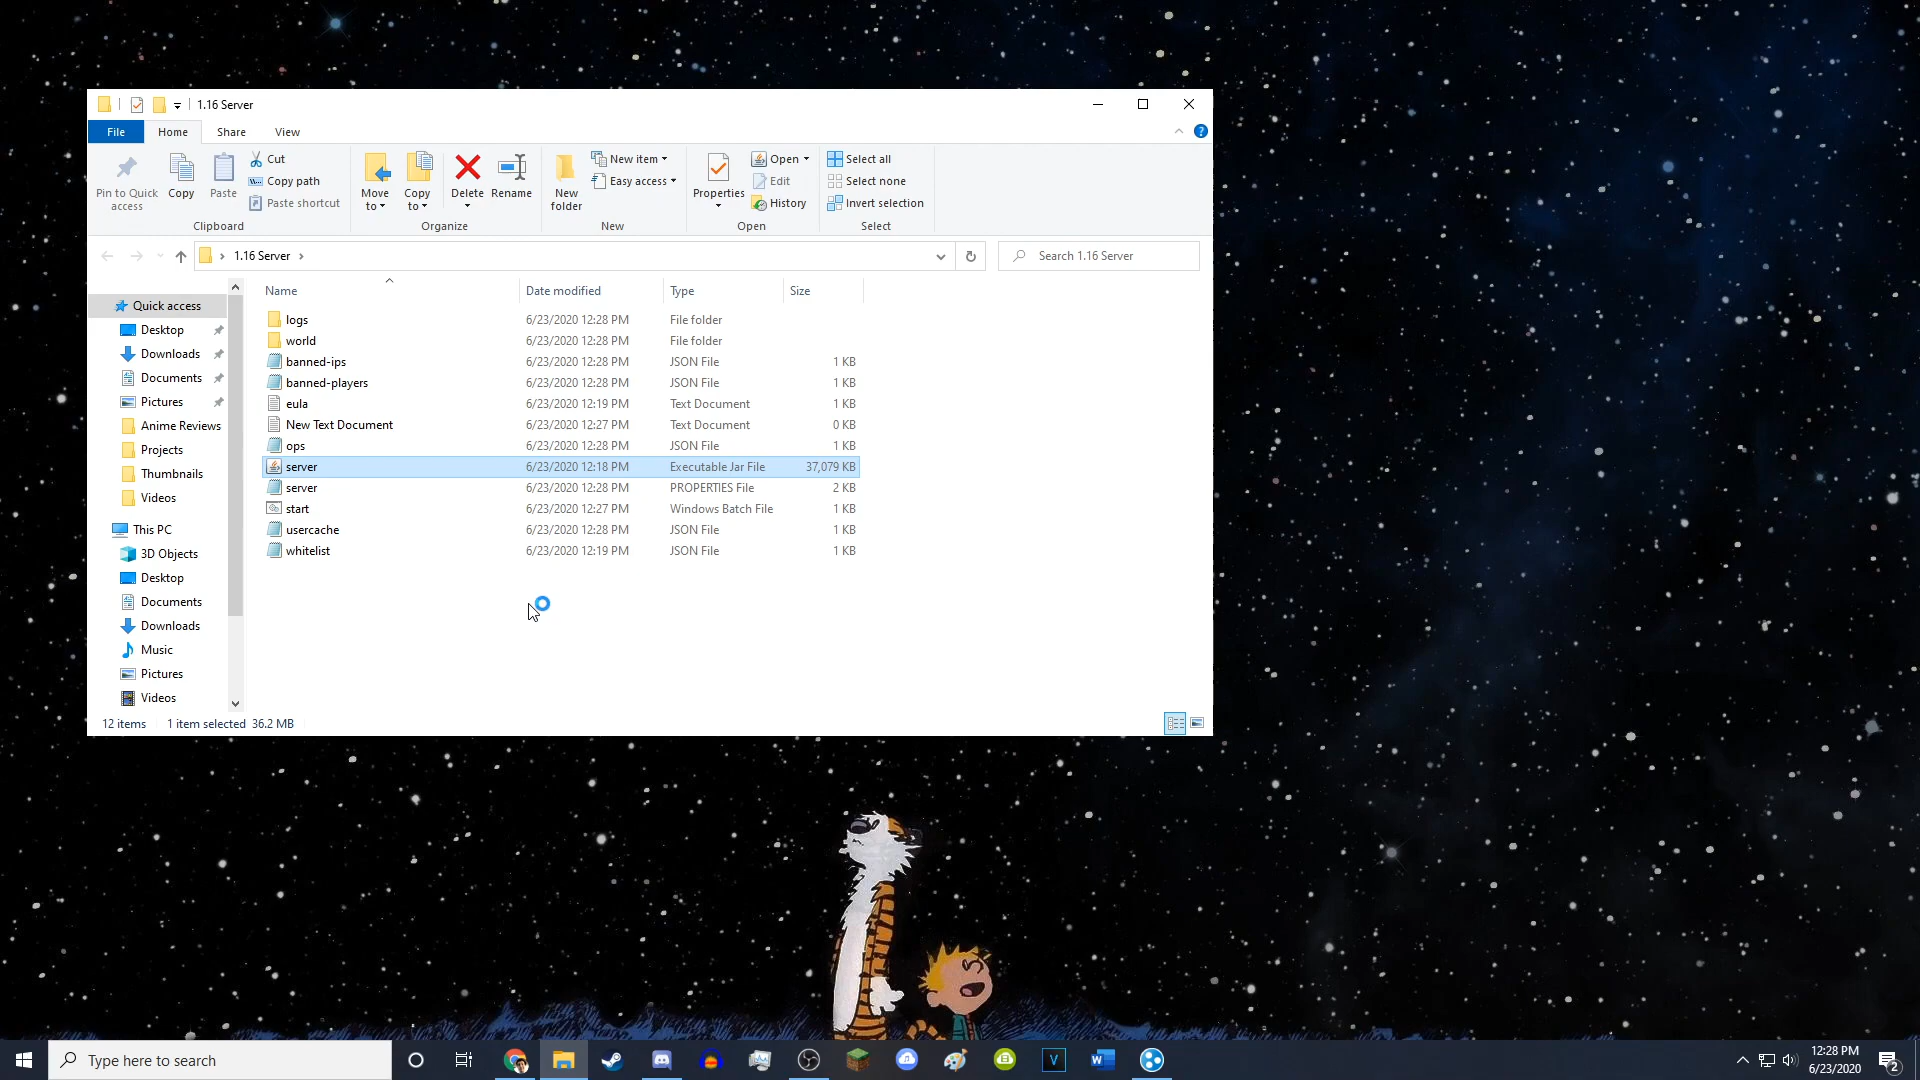 1.16 Server
File Home Share View
Pin to Quick access
Copy
Paste
Cut
Copy path
Paste shortcut
Clipboard
Move to
Copy to
Delete
Rename
Organize
New folder
New item
Easy access
New
Properties
Open
Edit
History
Open
Select all
Select none
Invert selection
Select
1.16 Server
Search 1.16 Server
Quick access
Desktop
Downloads
Documents
Pictures
Anime Reviews
Projects
Thumbnails
Videos
This PC
3D Objects
Desktop
Documents
Downloads
Music
Pictures
Videos
Name Date modified Type Size
logs 6/23/2020 12:28 PM File folder
world 6/23/2020 12:28 PM File folder
banned-ips 6/23/2020 12:28 PM JSON File 1 KB
banned-players 6/23/2020 12:28 PM JSON File 1 KB
eula 6/23/2020 12:19 PM Text Document 1 KB
New Text Document 6/23/2020 12:27 PM Text Document 0 KB
ops 6/23/2020 12:28 PM JSON File 1 KB
server 6/23/2020 12:18 PM Executable Jar File 37,079 KB
server 6/23/2020 12:28 PM PROPERTIES File 2 KB
start 6/23/2020 12:27 PM Windows Batch File 1 KB
usercache 6/23/2020 12:28 PM JSON File 1 KB
whitelist 6/23/2020 12:19 PM JSON File 1 KB
12 items 1 item selected 36.2 MB
Type here to search
V
W
12:28 PM
6/23/2020
2